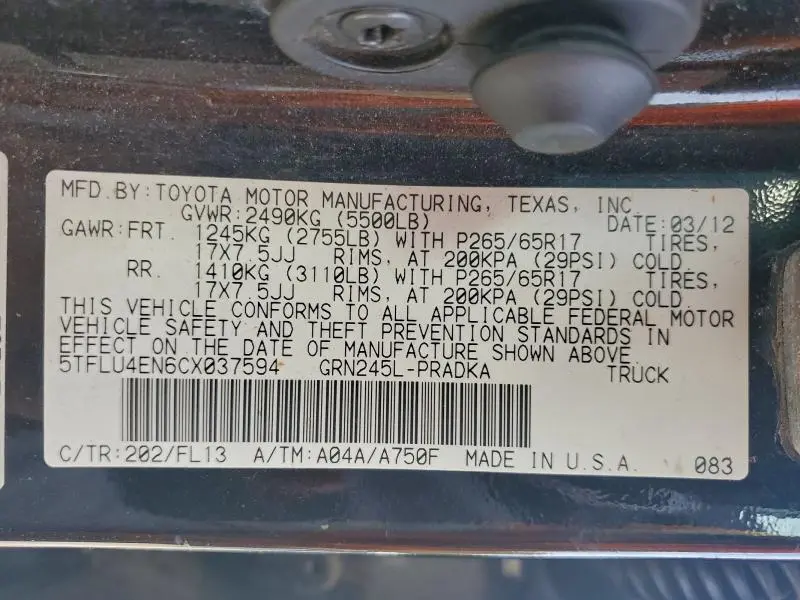 MFD.BY:TOYOTA MOTOR MANUFACTURING, TEXAS, INC.
GVWR:2490KG (5500LB) DATE:03/12
GAWR:FRT. 1245KG (2755LB) WITH P265/65R17 TIRES,
17X7.5JJ RIMS, AT 200KPA (29PSI) COLD.
RR. 1410KG (3110LB) WITH P265/65R17 TIRES,
17X7.5JJ RIMS, AT 200KPA (29PSI) COLD.
THIS VEHICLE CONFORMS TO ALL APPLICABLE FEDERAL MOTOR
VEHICLE SAFETY AND THEFT PREVENTION STANDARDS IN
EFFECT ON THE DATE OF MANUFACTURE SHOWN ABOVE.
5TFLU4EN6CX037594 GRN245L-PRADKA TRUCK
C/TR:202/FL13 A/TM:A04A/A750F MADE IN U.S.A. 083